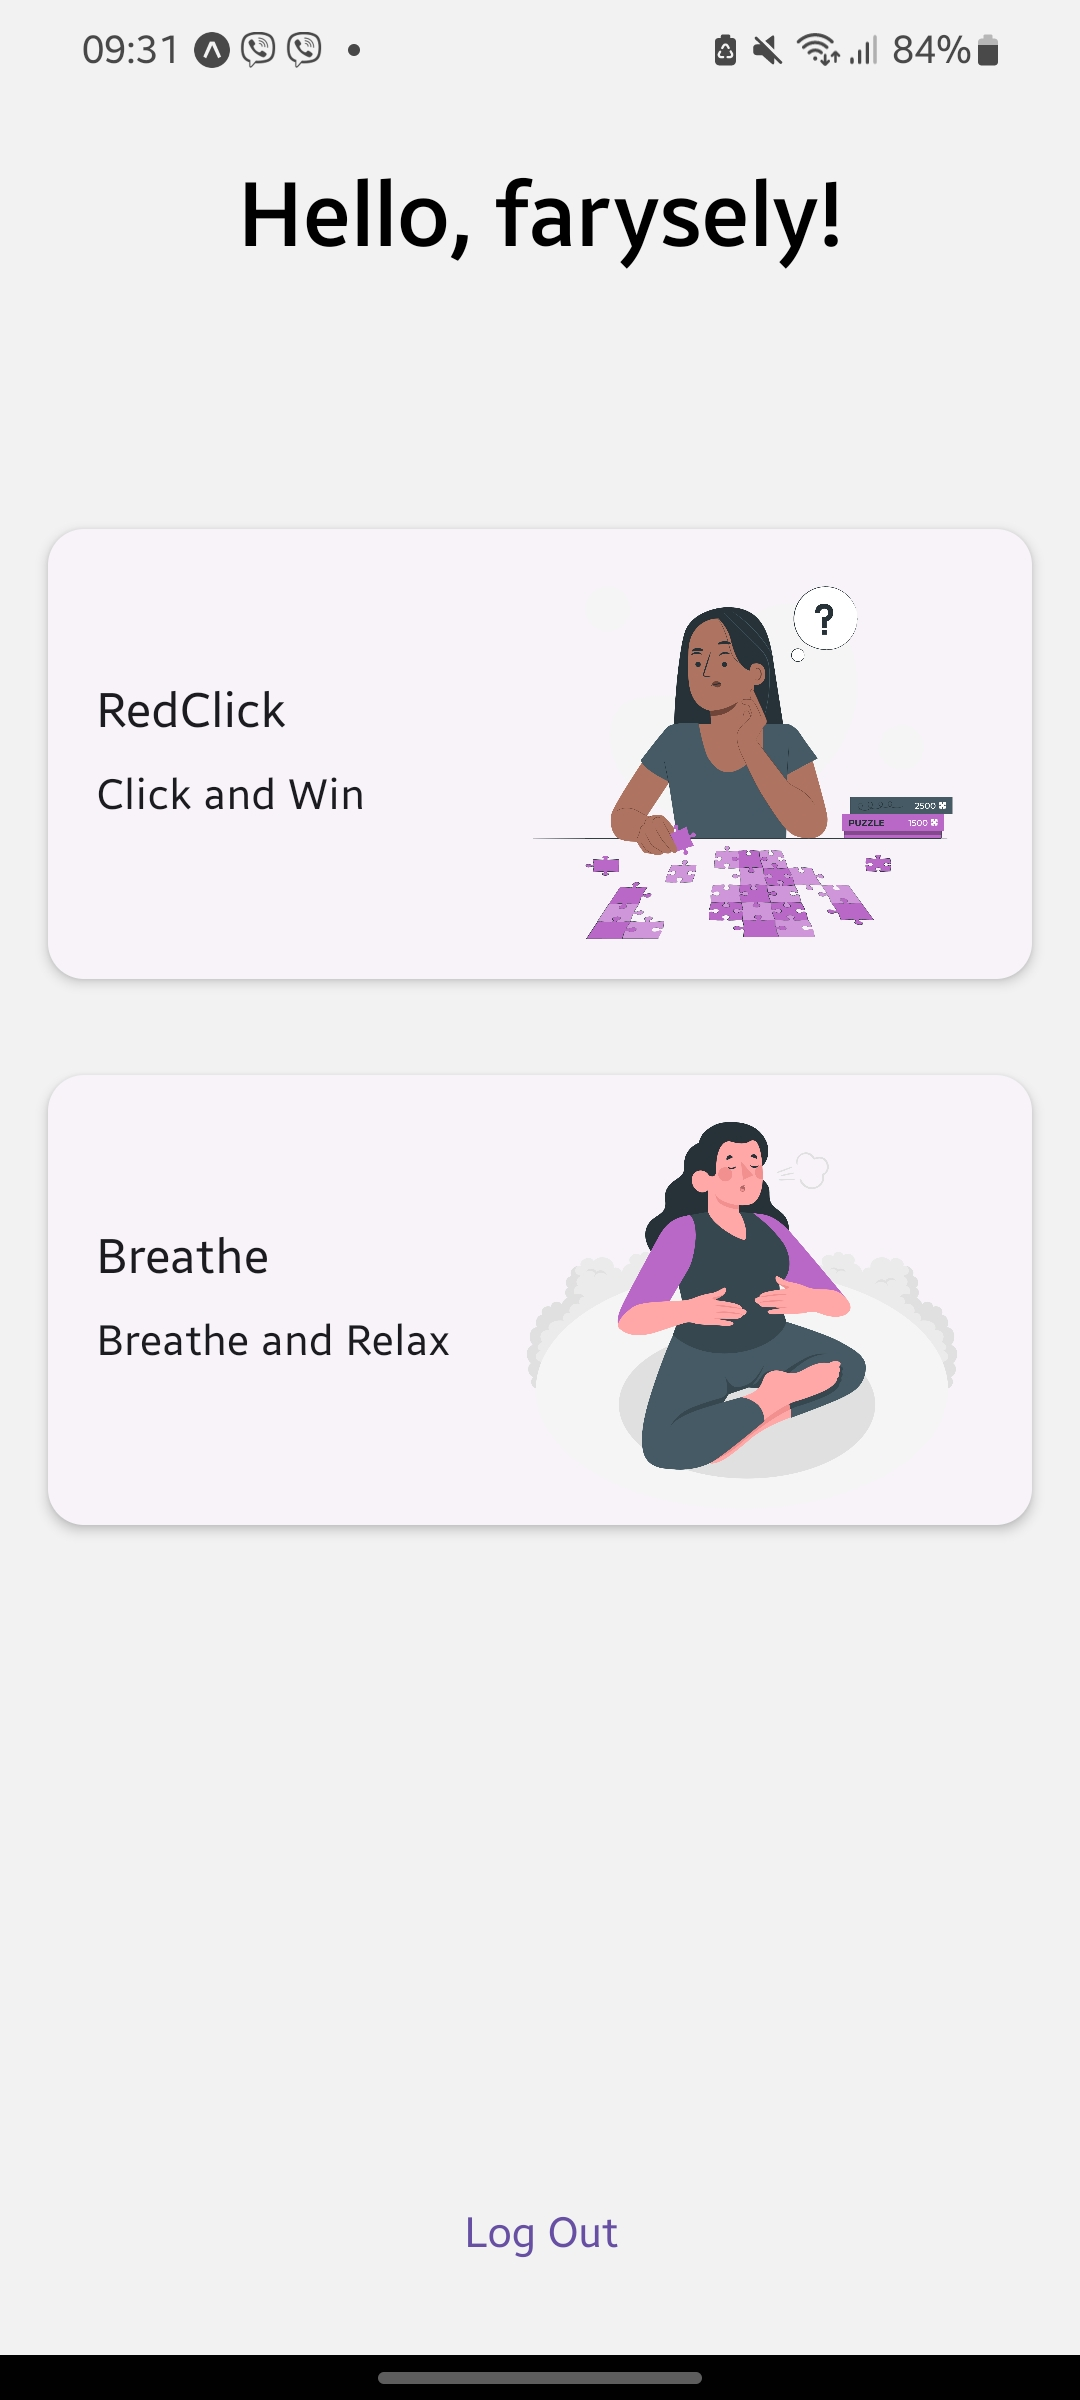 09:31
84%
Hello, farysely!
RedClick
Click and Win
?
2500
PUZZLE 1500
Breathe
Breathe and Relax
Log Out